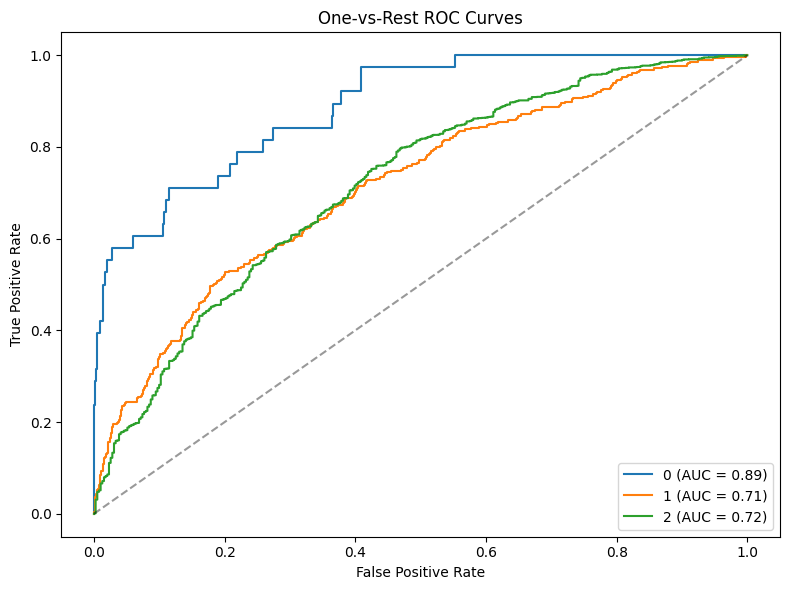 One-vs-Rest ROC Curves
True Positive Rate
1.0
0.8
0.6
0.4
0.2
0.0
0.0 0.2 0.4 0.6 0.8 1.0
False Positive Rate
0 (AUC = 0.89)
1 (AUC = 0.71)
2 (AUC = 0.72)